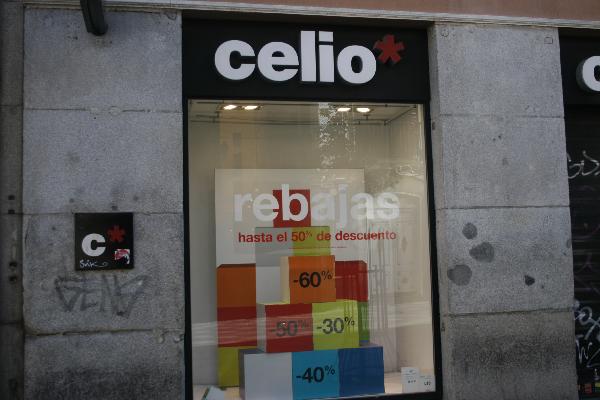 celio*
rebajas
hasta el 50% de descuento
-60%
-50% -30%
-40%
c*
c